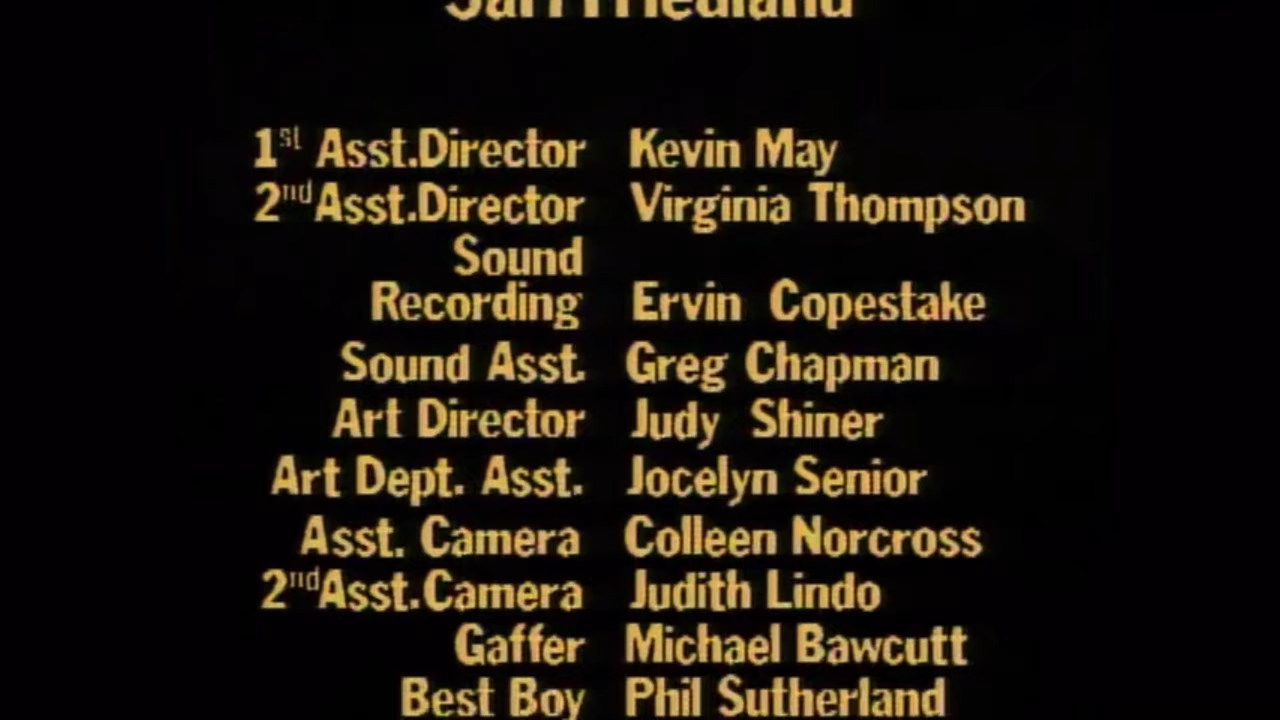 Friedland
1st Asst.Director Kevin May
2nd Asst.Director Virginia Thompson
Sound
Recording Ervin Copestake
Sound Asst. Greg Chapman
Art Director Judy Shiner
Art Dept. Asst. Jocelyn Senior
Asst. Camera Colleen Norcross
2nd Asst.Camera Judith Lindo
Gaffer Michael Bawcutt
Best Boy Phil Sutherland